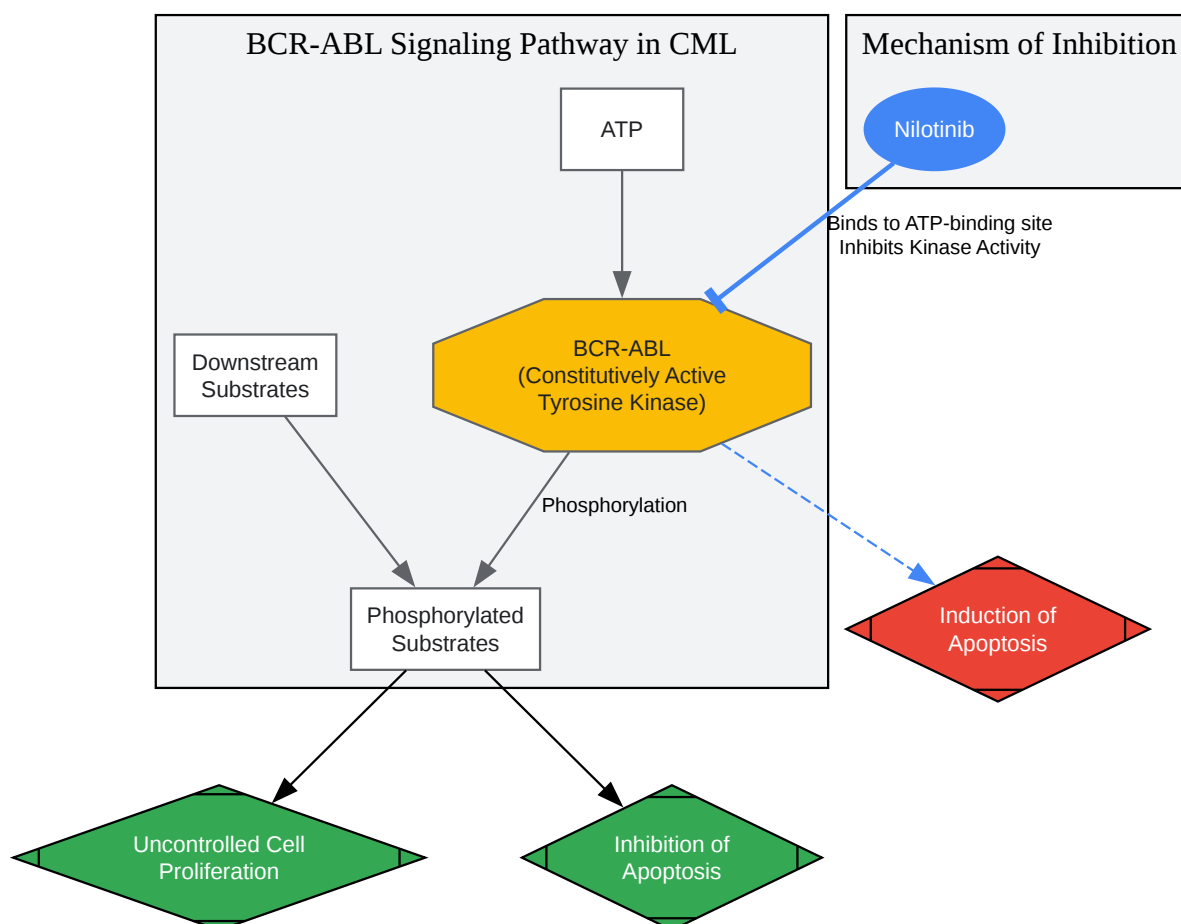 BCR-ABL Signaling Pathway in CML
Mechanism of Inhibition
ATP
Nilotinib
Binds to ATP-binding site
Inhibits Kinase Activity
Downstream
Substrates
BCR-ABL
(Constitutively Active
Tyrosine Kinase)
Phosphorylation
Phosphorylated
Substrates
Induction of
Apoptosis
Uncontrolled Cell
Proliferation
Inhibition of
Apoptosis